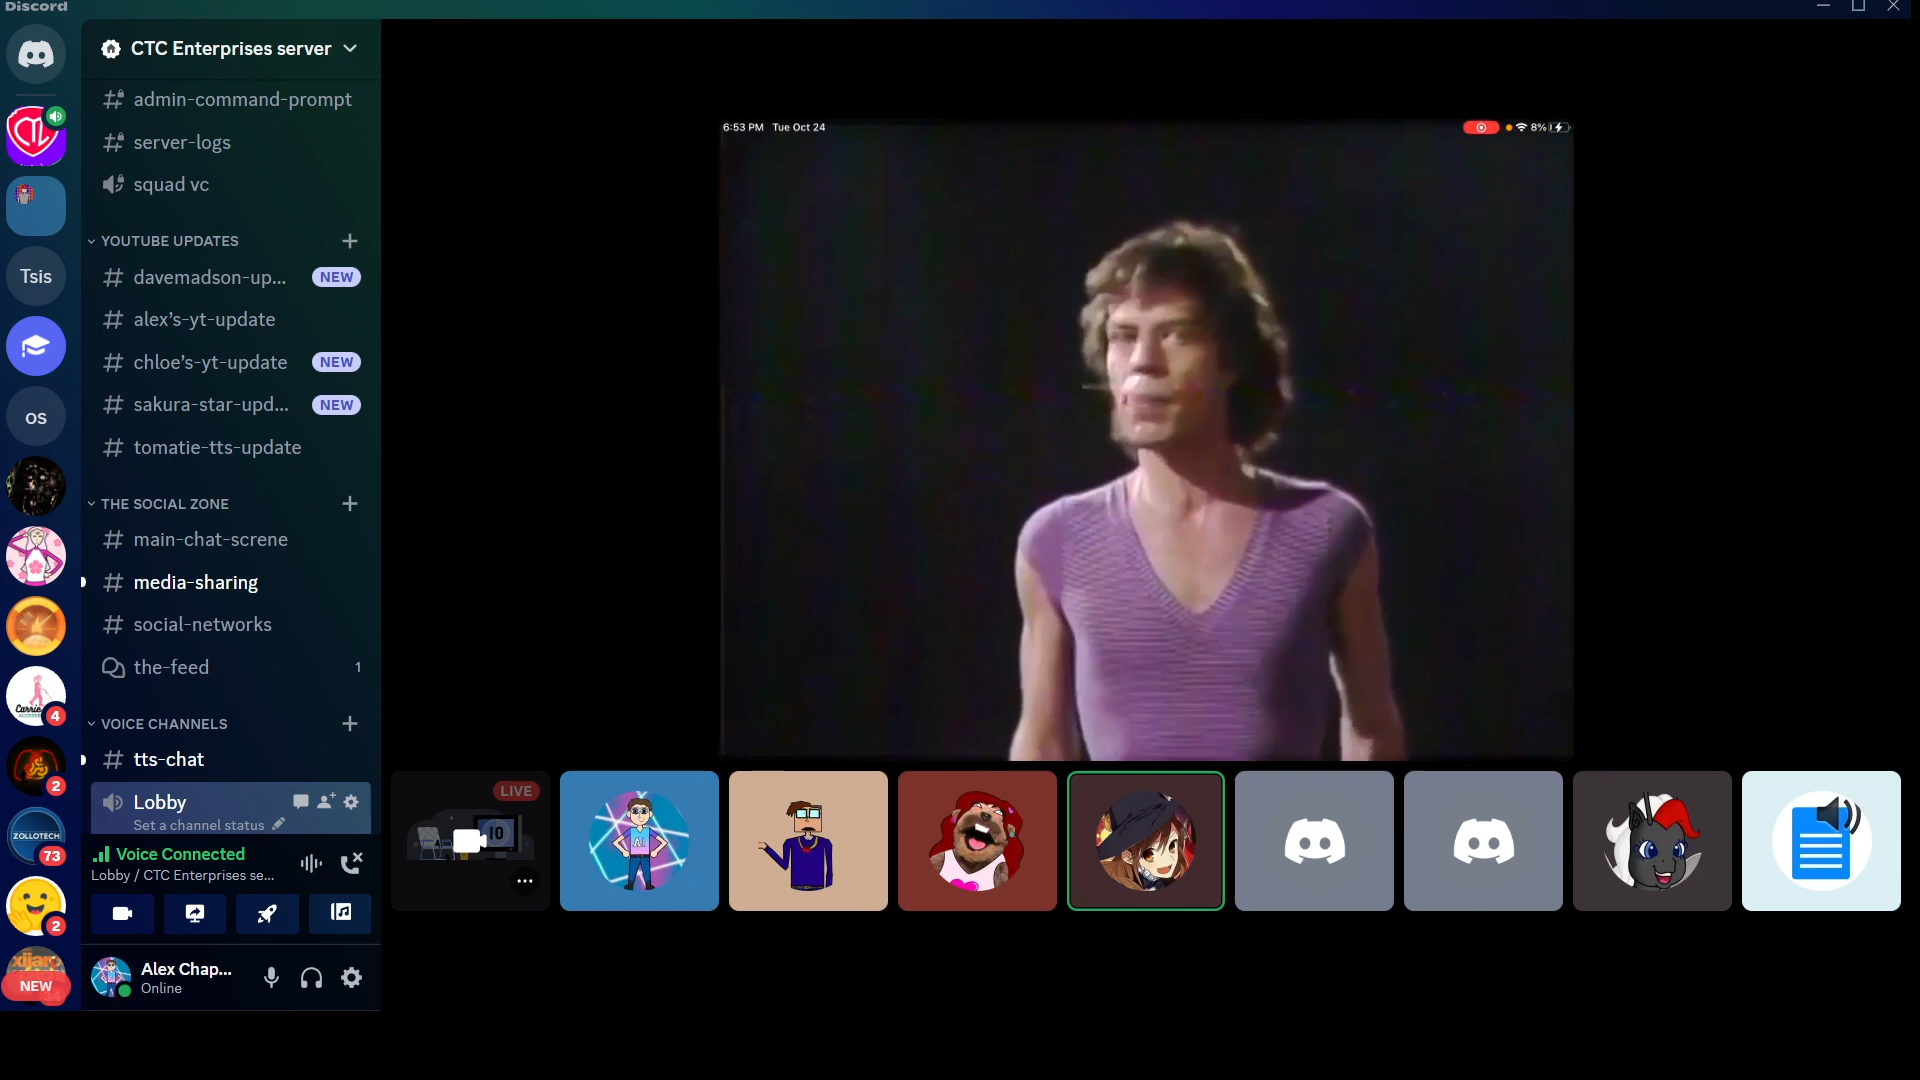 Discord
CTC Enterprises server
admin-command-prompt
server-logs
squad vc
YOUTUBE UPDATES
davemadson-up... NEW
alex's-yt-update
chloe's-yt-update NEW
sakura-star-upd... NEW
tomatie-tts-update
THE SOCIAL ZONE
main-chat-screne
media-sharing
social-networks
the-feed 1
VOICE CHANNELS
tts-chat
Lobby
Set a channel status
Voice Connected
Lobby / CTC Enterprises se...
Alex Chap...
Online
Tsis
os
Carrie
4
2
ZOLLOTECH
73
2
NEW
6:53 PM Tue Oct 24
8%
LIVE
10